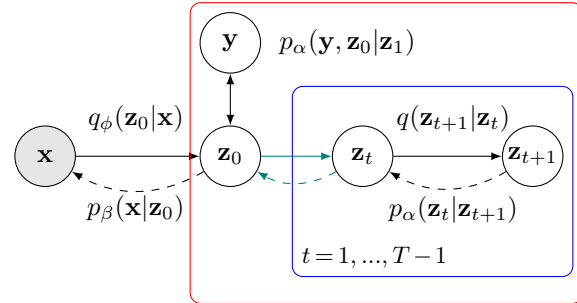 y
p_α(y, z_0|z_1)
q_ϕ(z_0|x)
q(z_{t+1}|z_t)
x
z_0
z_t
z_{t+1}
p_β(x|z_0)
p_α(z_t|z_{t+1})
t = 1, ..., T − 1